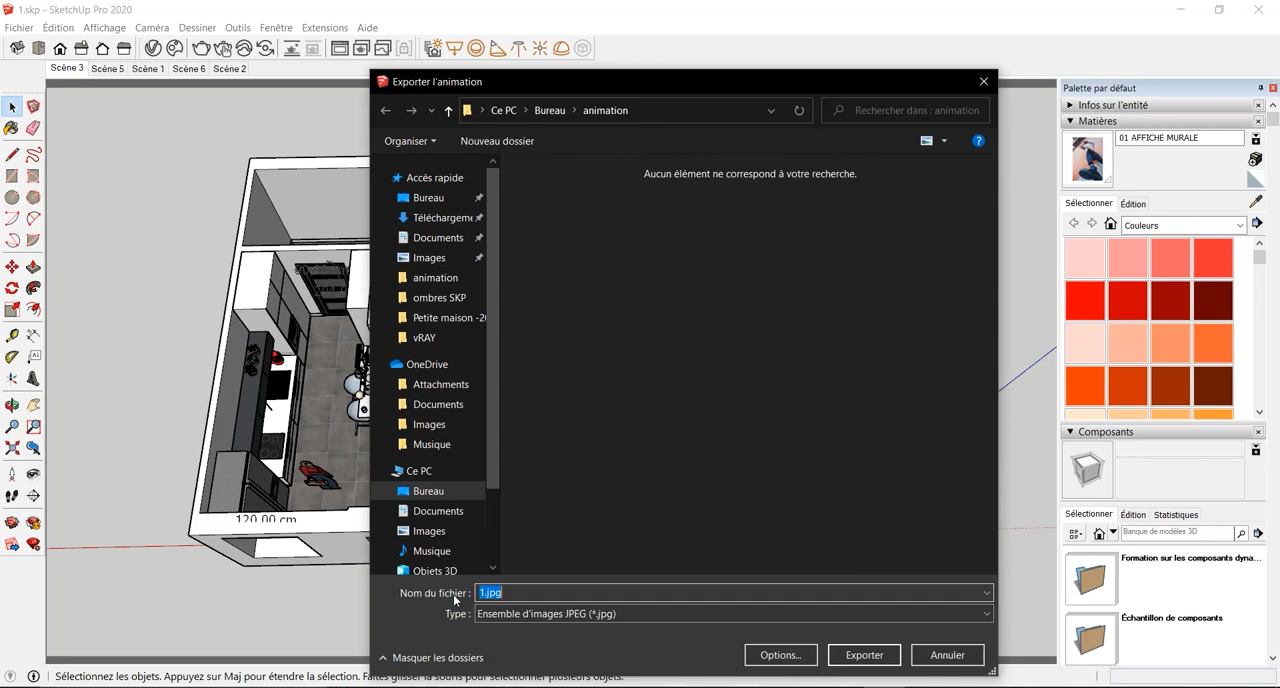 1.skp - SketchUp Pro 2020
Fichier Édition Affichage Caméra Dessiner Outils Fenêtre Extensions Aide
Scène 3 Scène 5 Scène 1 Scène 6 Scène 2
Exporter l'animation
Ce PC > Bureau > animation
Rechercher dans : animation
Organiser
Nouveau dossier
Accès rapide
Bureau
Téléchargeme
Documents
Images
animation
ombres SKP
Petite maison -2
vRAY
OneDrive
Attachments
Documents
Images
Musique
Ce PC
Bureau
Documents
Images
Musique
Objets 3D
Aucun élément ne correspond à votre recherche.
Nom du fichier : 1.jpg
Type : Ensemble d'images JPEG (*.jpg)
Masquer les dossiers
Options...
Exporter
Annuler
120,00 cm
Palette par défaut
Infos sur l'entité
Matières
01 AFFICHE MURALE
Sélectionner Édition
Couleurs
Composants
Sélectionner Édition Statistiques
Banque de modèles 3D
Formation sur les composants dyna...
Échantillon de composants
Sélectionnez les objets. Appuyez sur Maj pour étendre la sélection. Faites glisser la souris pour sélectionner plusieurs objets.